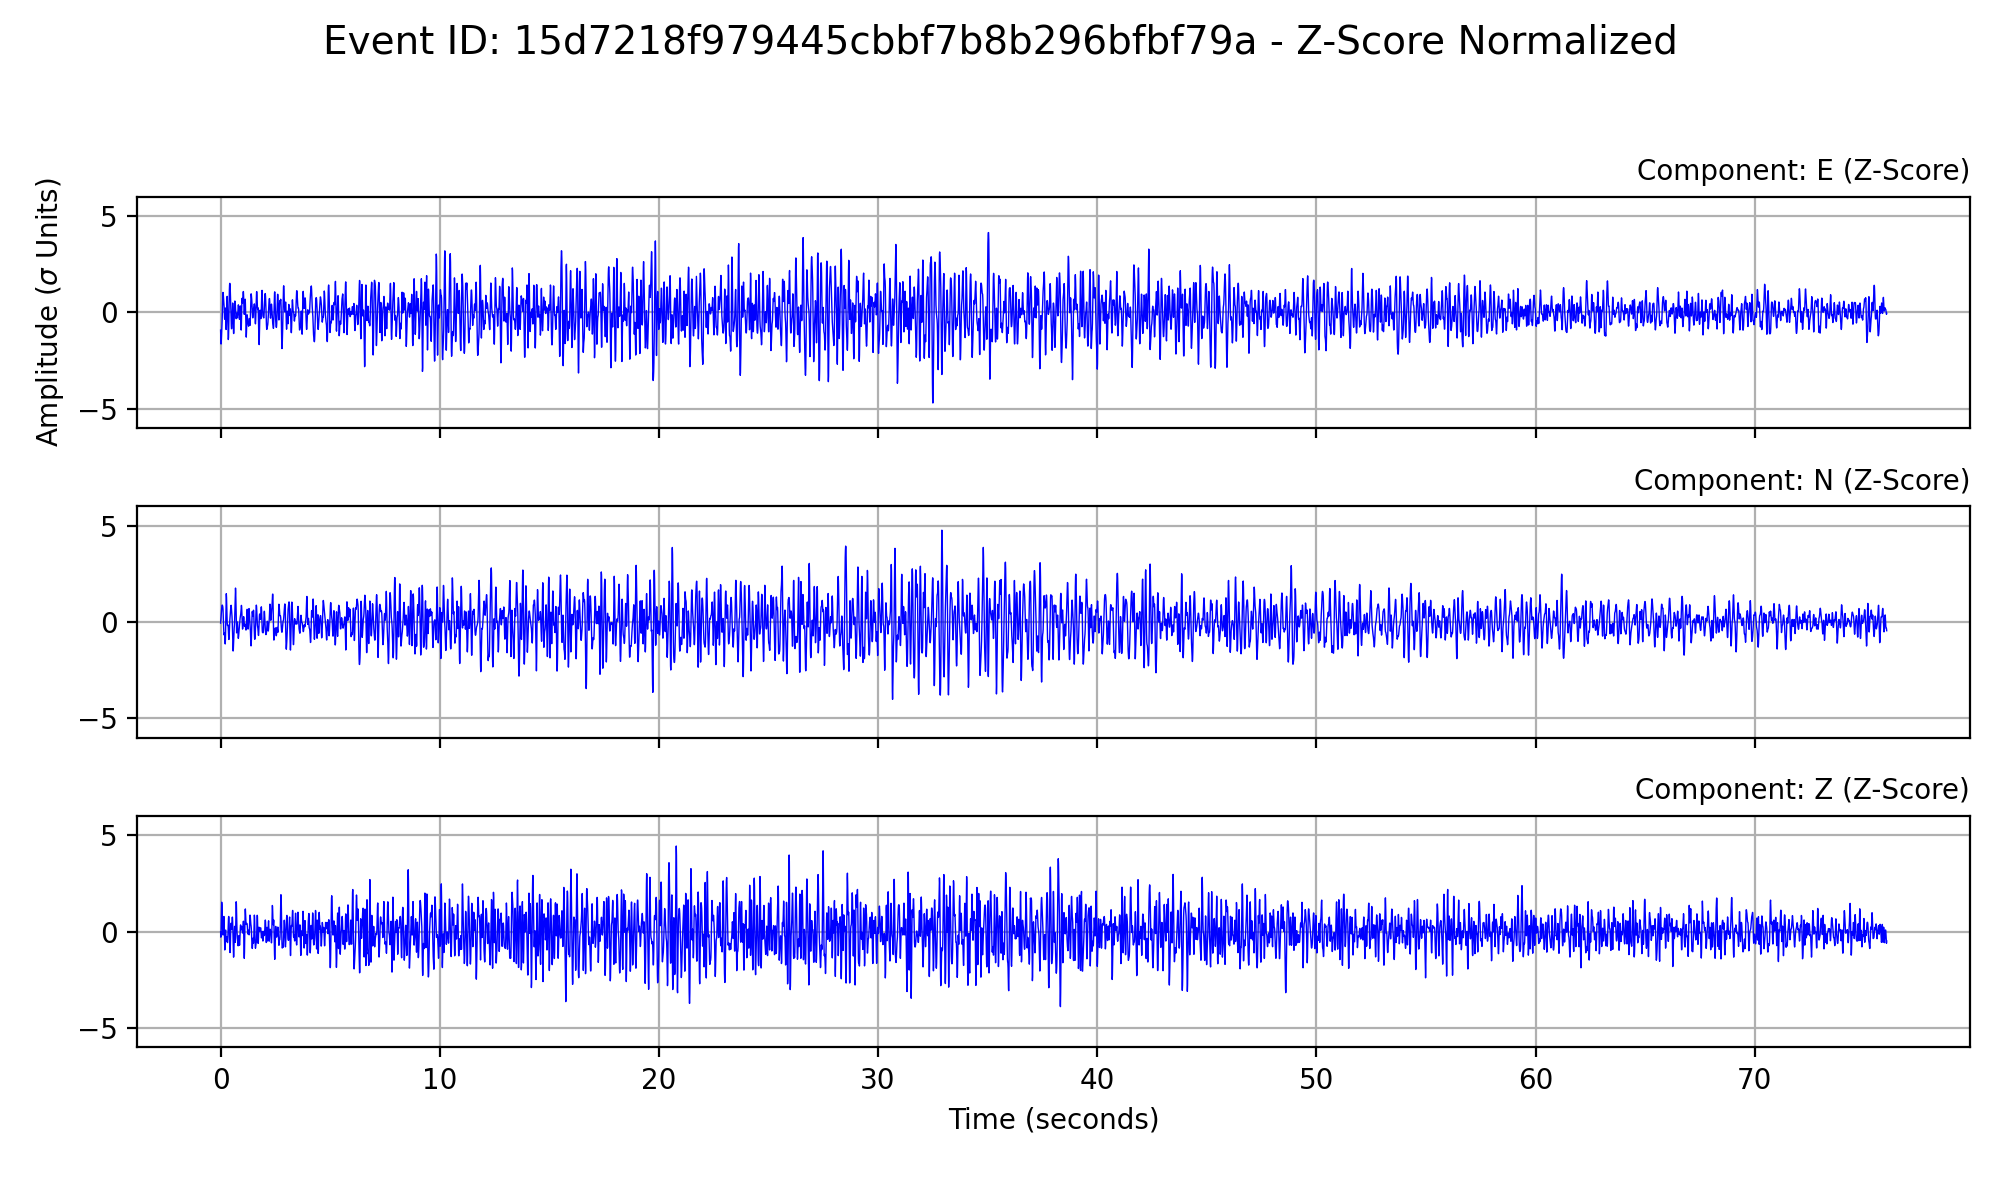 Event ID: 15d7218f979445cbbf7b8b296bfbf79a - Z-Score Normalized
Component: E (Z-Score)
Amplitude (σ Units)
5
0
−5
Component: N (Z-Score)
5
0
−5
Component: Z (Z-Score)
5
0
−5
0 10 20 30 40 50 60 70
Time (seconds)